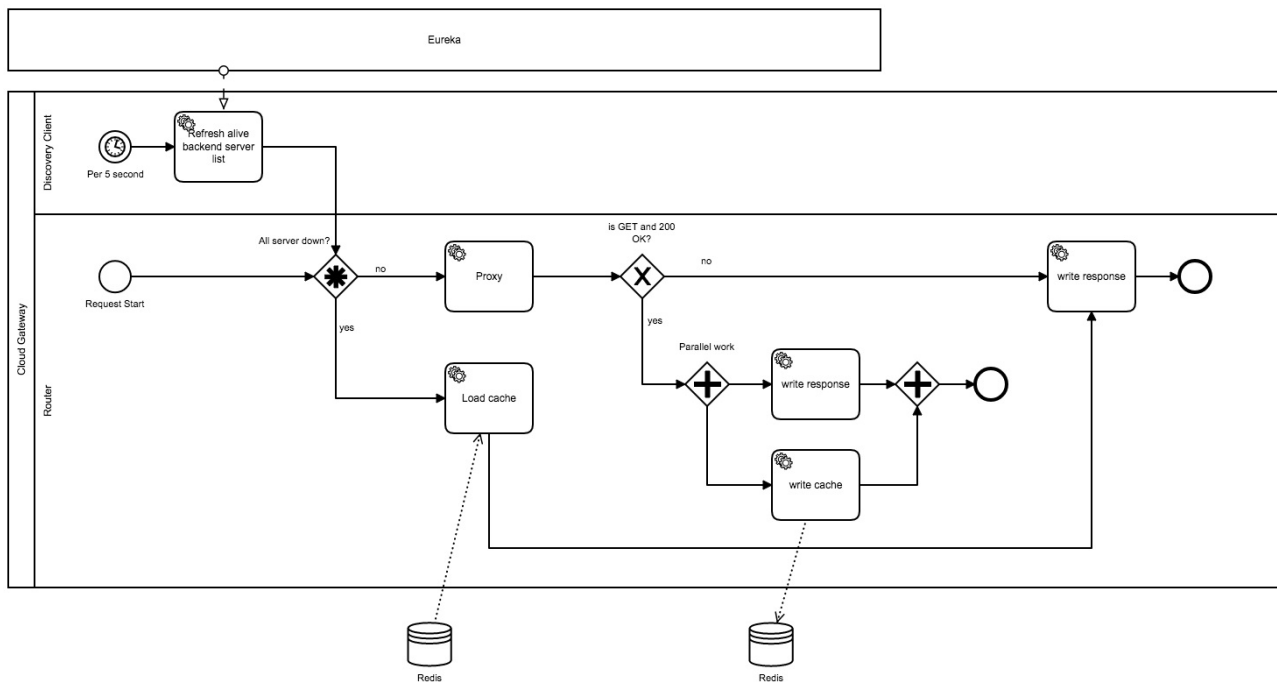 Eureka
Cloud Gateway
Discovery Client
Refresh alive
backend server
list
Per 5 second
Router
All server down?
is GET and 200
OK?
no
Proxy
no
write response
Request Start
yes
yes
Parallel work
write response
Load cache
write cache
Redis
Redis